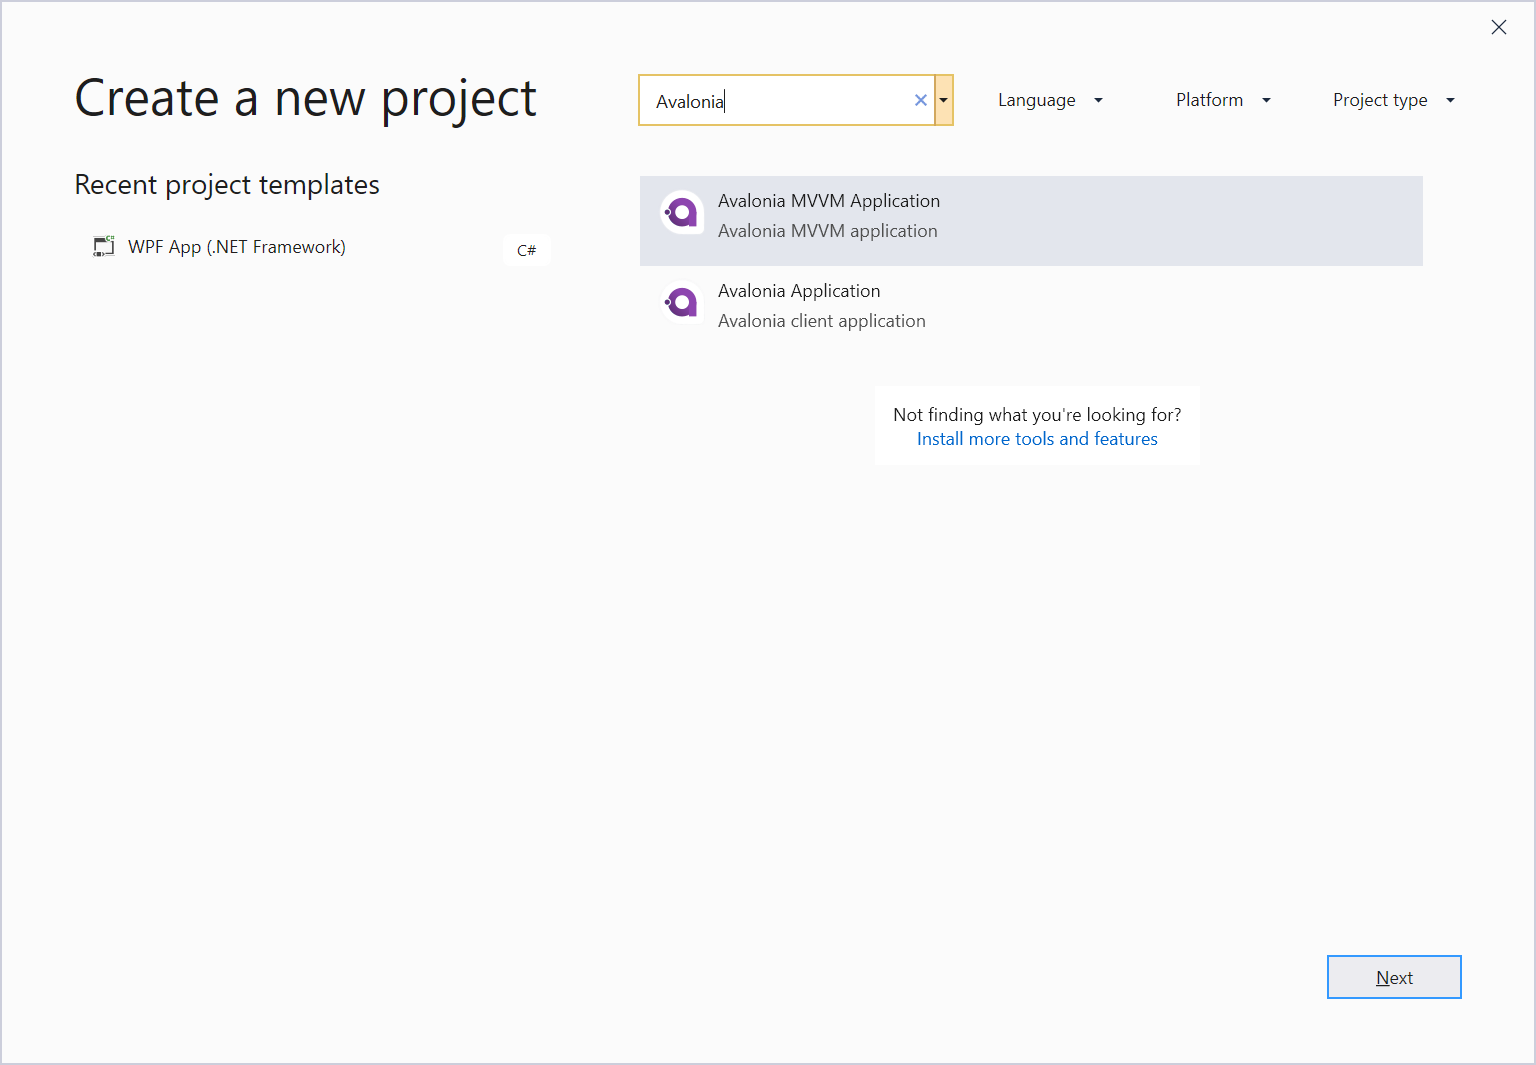 Create a new project
Avalonia
Language
Platform
Project type
Recent project templates
WPF App (.NET Framework)
C#
Avalonia MVVM Application
Avalonia MVVM application
Avalonia Application
Avalonia client application
Not finding what you're looking for?
Install more tools and features
Next